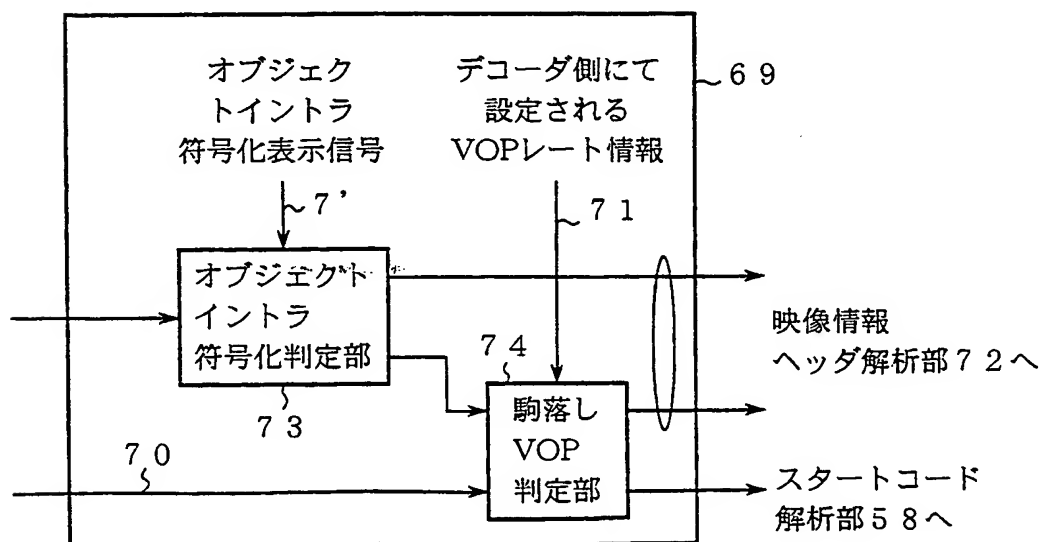 オブジェク
トイントラ
符号化表示信号
デコーダ側にて
設定される
VOPレート情報
６９
７’
７１
オブジェクト
イントラ
符号化判定部
７３
７４
駒落し
VOP
判定部
７０
映像情報
ヘッダ解析部７２へ
スタートコード
解析部５８へ